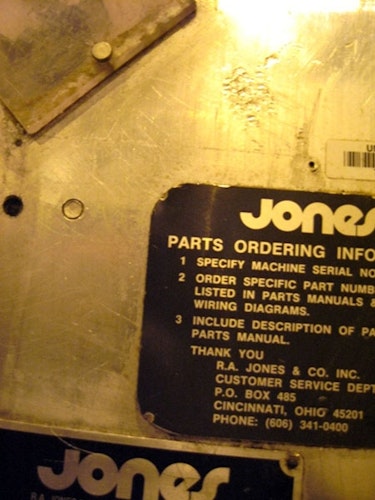 JONES
PARTS ORDERING INFO
1 SPECIFY MACHINE SERIAL NO
2 ORDER SPECIFIC PART NUMB
LISTED IN PARTS MANUALS &
WIRING DIAGRAMS.
3 INCLUDE DESCRIPTION OF PA
PARTS MANUAL.
THANK YOU
R.A. JONES & CO. INC.
CUSTOMER SERVICE DEPT
P.O. BOX 485
CINCINNATI, OHIO 45201
PHONE: (606) 341-0400
JONES
R.A. JONES